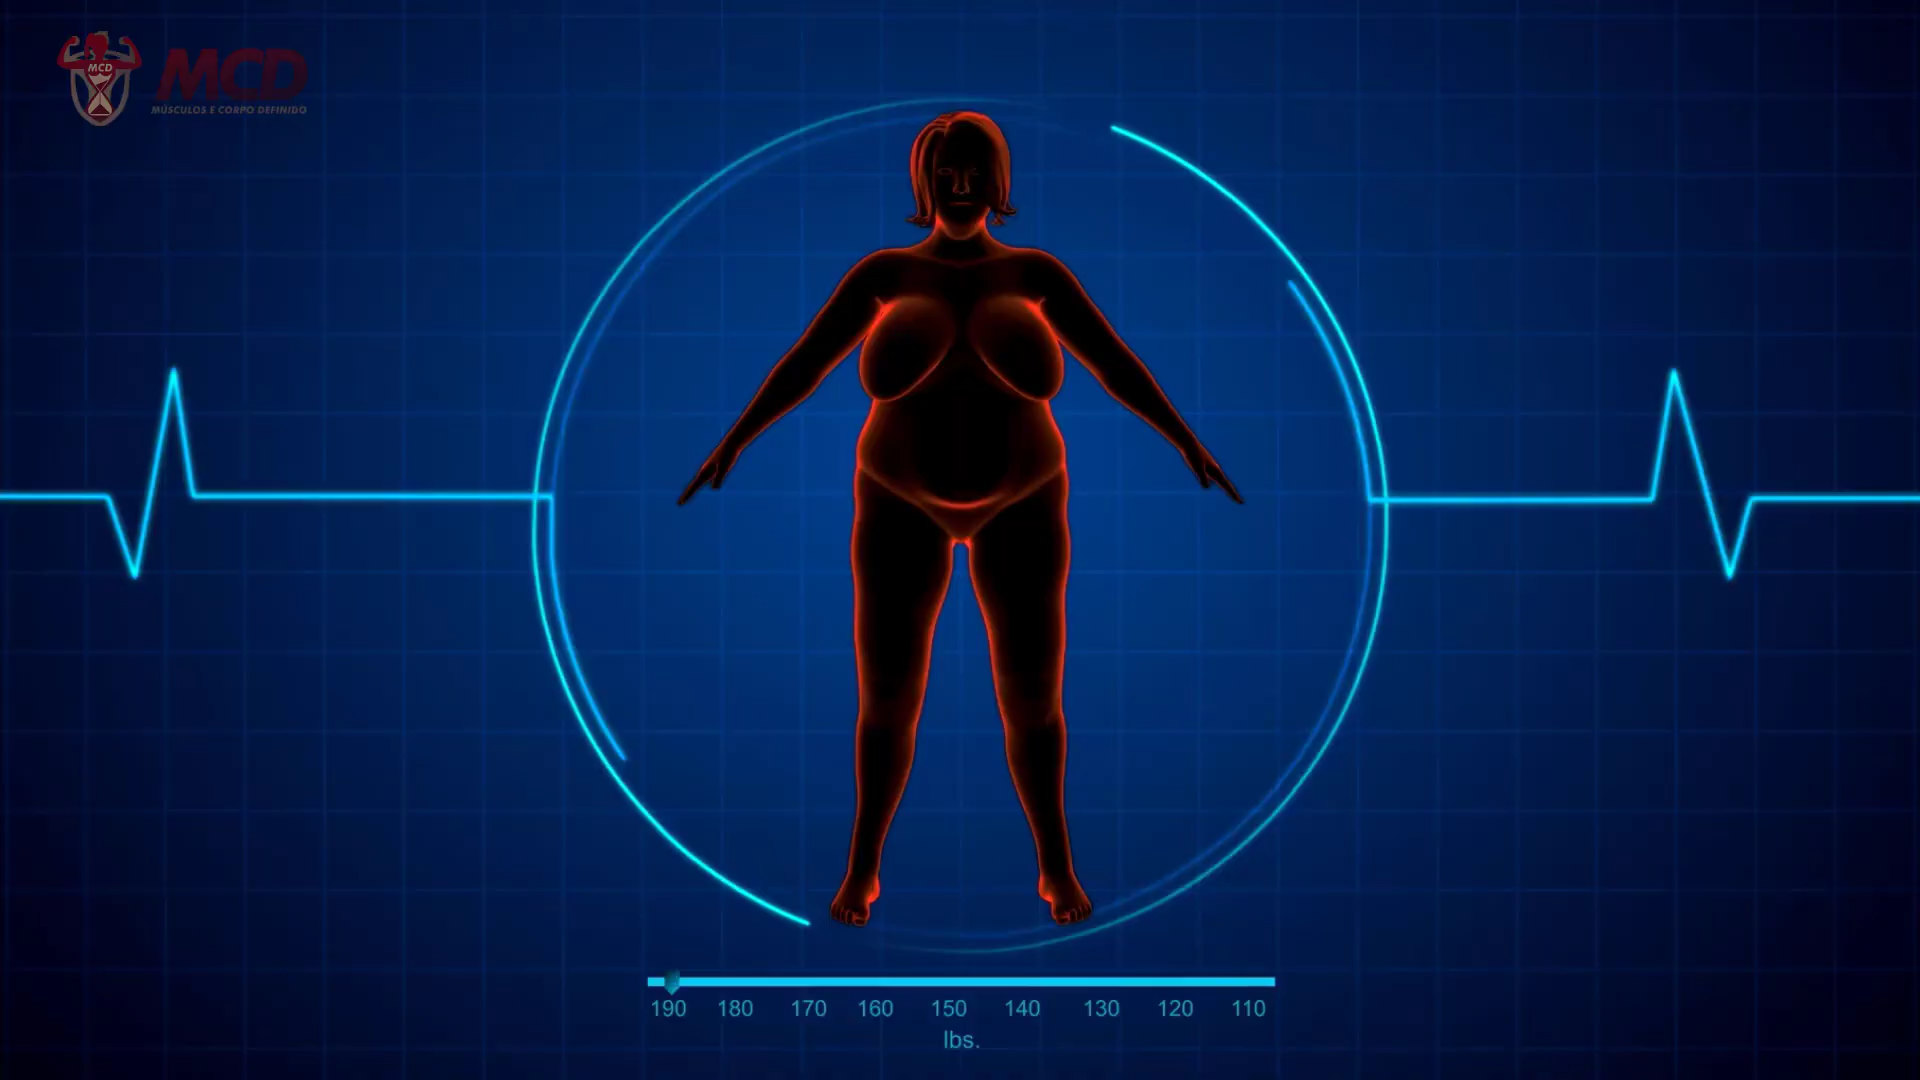 MCD
MCD
MÚSCULOS E CORPO DEFINIDO
190 180 170 160 150 140 130 120 110
lbs.